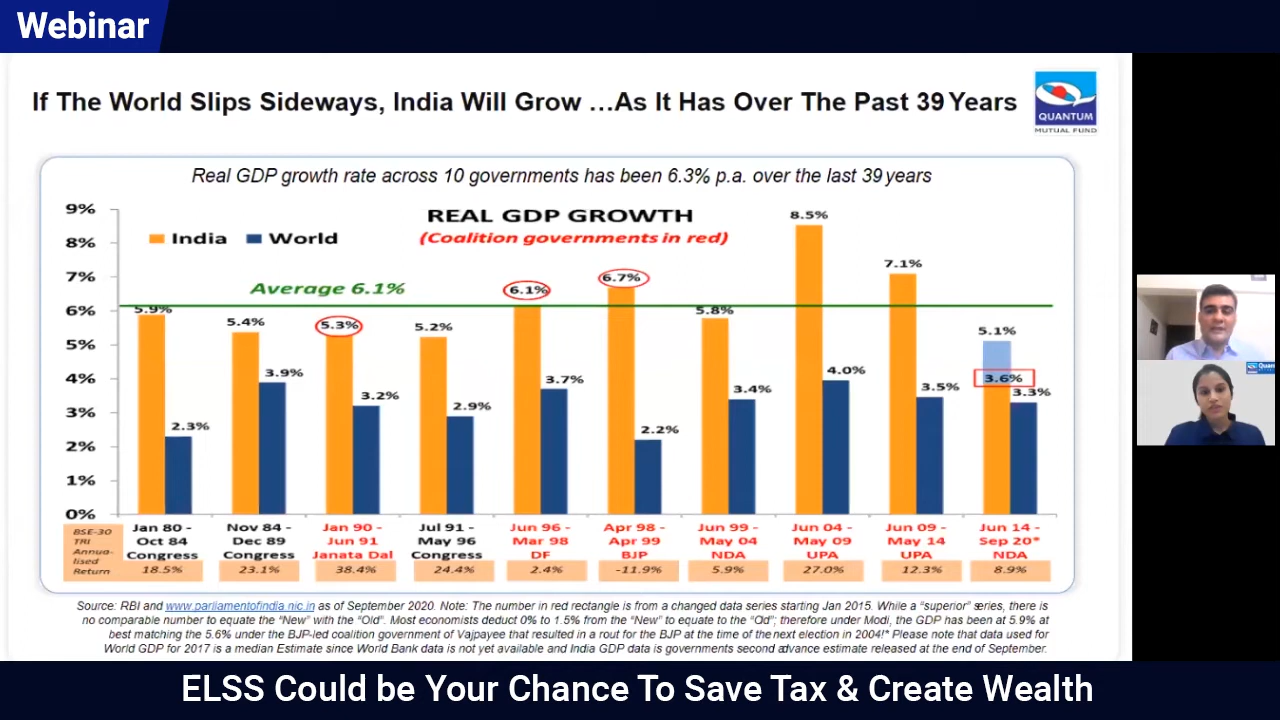 Webinar
If The World Slips Sideways, India Will Grow ...As It Has Over The Past 39 Years
QUANTUM
MUTUAL FUND
Real GDP growth rate across 10 governments has been 6.3% p.a. over the last 39 years
REAL GDP GROWTH
(Coalition governments in red)
India World
Average 6.1%
9%
8%
7%
6%
5%
4%
3%
2%
1%
0%
5.9% 2.3%
5.4% 3.9%
5.3% 3.2%
5.2% 2.9%
6.1% 3.7%
6.7% 2.2%
5.8% 3.4%
8.5% 4.0%
7.1% 3.5%
5.1% 3.6% 3.3%
Jan 80 - Nov 84 - Jan 90 - Jul 91 - Jun 96 - Apr 98 - Jun 99 - Jun 04 - Jun 09 - Jun 14 -
Oct 84 Dec 89 Jun 91 May 96 Mar 98 Apr 99 May 04 May 09 May 14 Sep 20*
Congress Congress Janata Dal Congress DF BJP NDA UPA UPA NDA
BSE-30
TRI
Annua-
lised
Return
18.5% 23.1% 38.4% 24.4% 2.4% -11.9% 5.9% 27.0% 12.3% 8.9%
Source: RBI and www.parliamentofindia.nic.in as of September 2020. Note: The number in red rectangle is from a changed data series starting Jan 2015. While a “superior” series, there is
no comparable number to equate the “New” with the “Old”. Most economists deduct 0% to 1.5% from the “New” to equate to the “Od”; therefore under Modi, the GDP has been at 5.9% at
best matching the 5.6% under the BJP-led coalition government of Vajpayee that resulted in a rout for the BJP at the time of the next election in 2004!* Please note that data used for
World GDP for 2017 is a median Estimate since World Bank data is not yet available and India GDP data is governments second advance estimate released at the end of September.
Quan
ELSS Could be Your Chance To Save Tax & Create Wealth